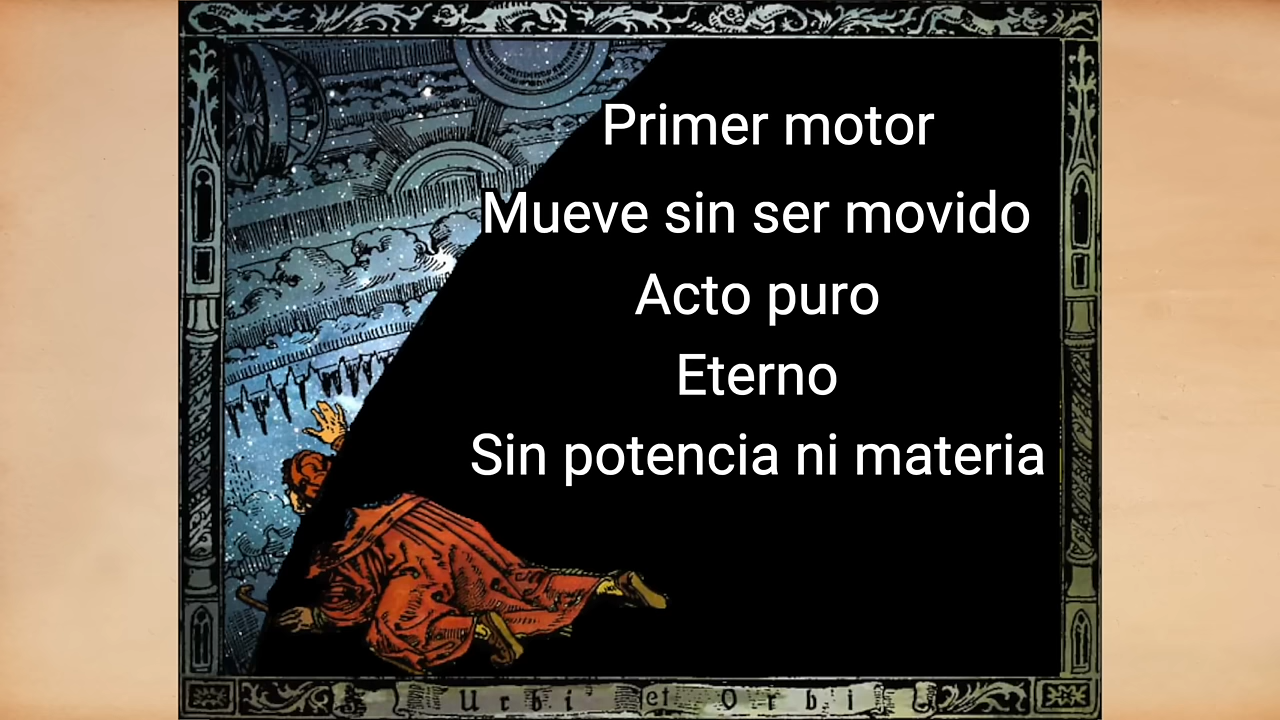 Primer motor
Mueve sin ser movido
Acto puro
Eterno
Sin potencia ni materia
Urbi et Orbi